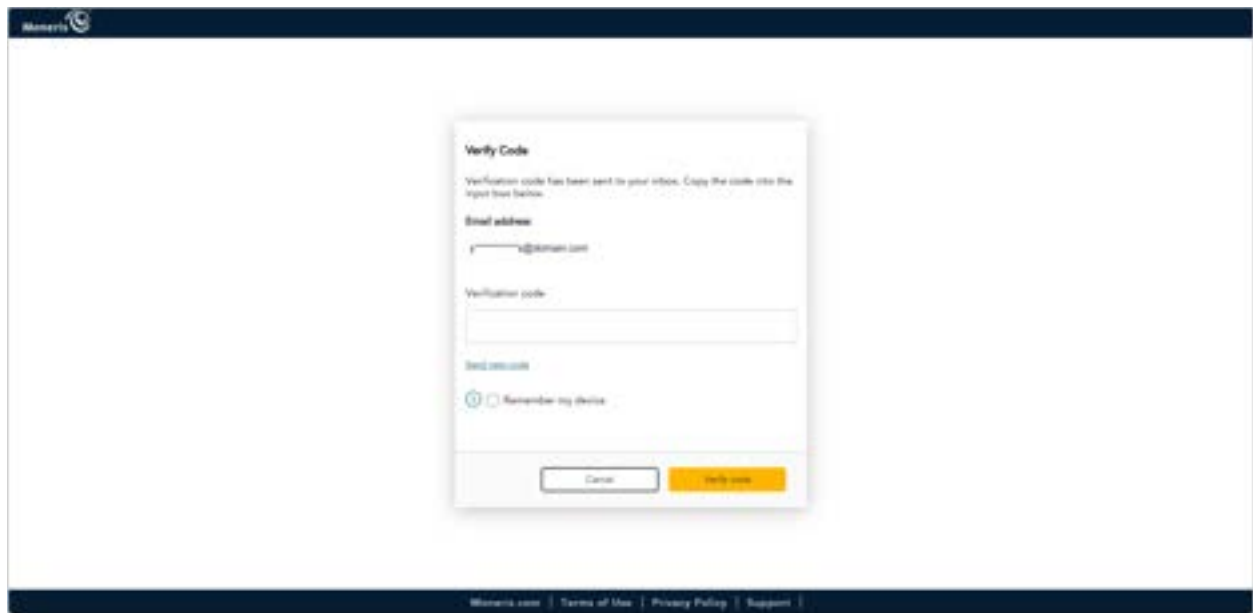 Moneris
Verify Code
Verification code has been sent to your inbox. Copy the code into the
input box below.
Email address
@domain.com
Verification code
Send new code
Remember my device
Cancel
Verify code
Moneris.com | Terms of Use | Privacy Policy | Support |